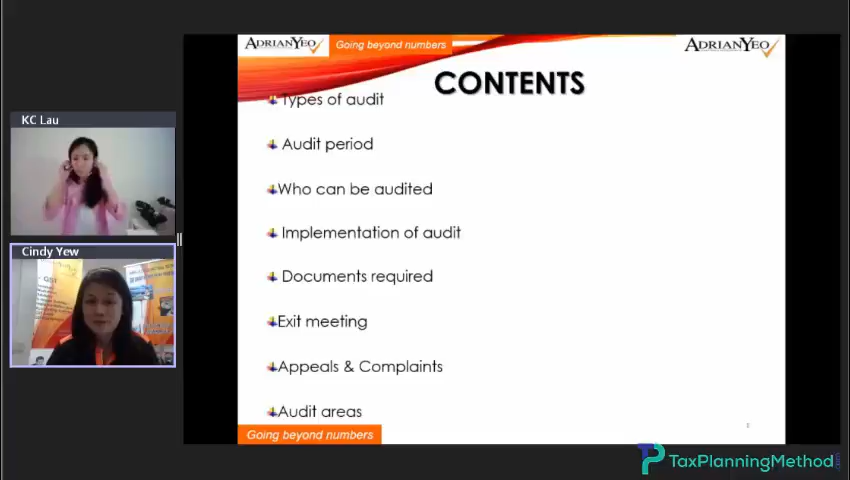 ADRIANYEO
Going beyond numbers
ADRIANYEO
CONTENTS
Types of audit
Audit period
Who can be audited
Implementation of audit
Documents required
Exit meeting
Appeals & Complaints
Audit areas
Going beyond numbers
KC Lau
Cindy Yew
GST
TaxPlanningMethod